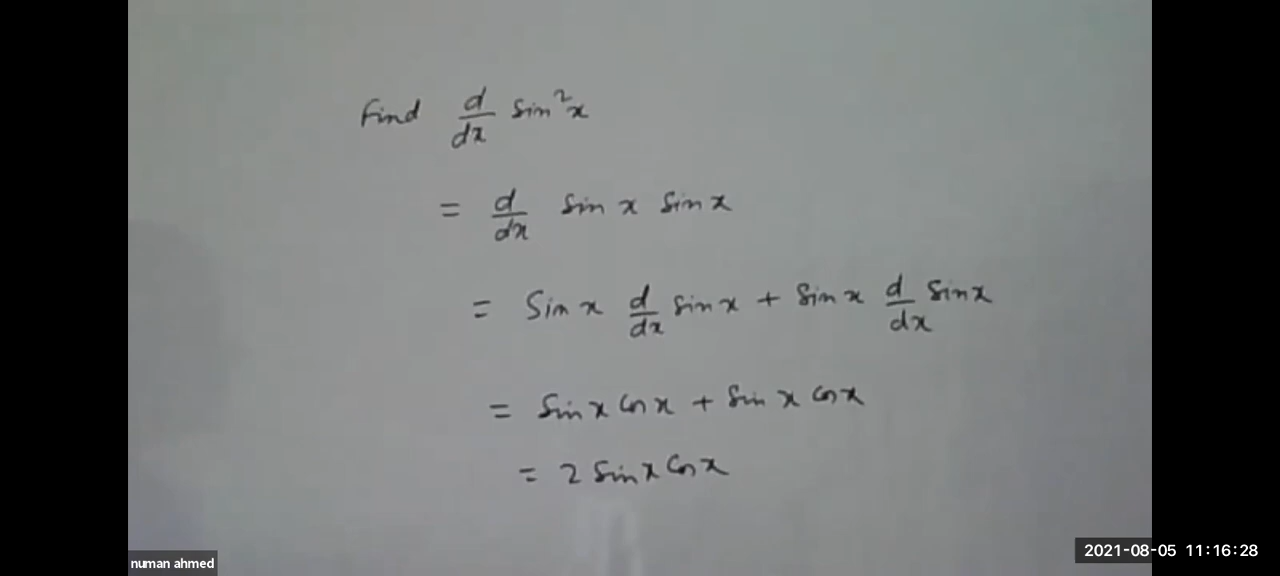 Find d/dx sin²x
= d/dx sin x sin x
= sin x d/dx sin x + sin x d/dx sin x
= sin x cos x + sin x cos x
= 2 sin x cos x
numan ahmed
2021-08-05 11:16:28